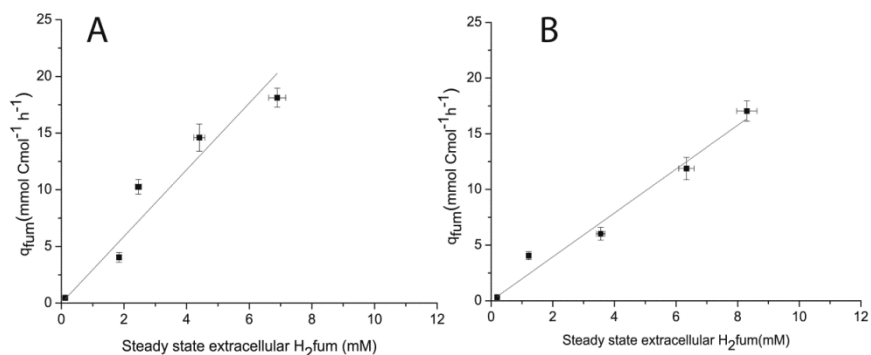 A
25
20
15
10
5
0
q_fum(mmol Cmol⁻¹ h⁻¹)
0 2 4 6 8 10 12
Steady state extracellular H₂fum (mM)
B
25
20
15
10
5
0
q_fum(mmol Cmol⁻¹ h⁻¹)
0 2 4 6 8 10 12
Steady state extracellular H₂fum(mM)